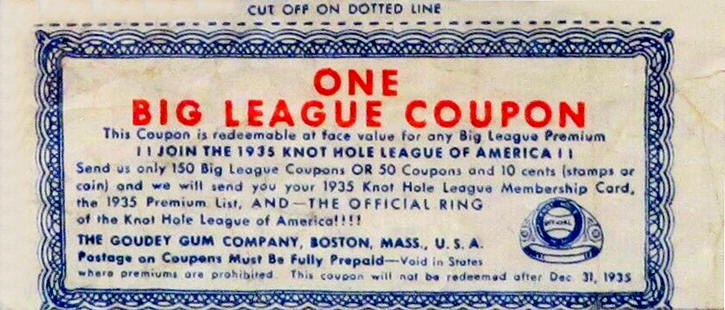 CUT OFF ON DOTTED LINE
ONE
BIG LEAGUE COUPON
This Coupon is redeemable at face value for any Big League Premium
!! JOIN THE 1935 KNOT HOLE LEAGUE OF AMERICA !!
Send us only 150 Big League Coupons OR 50 Coupons and 10 cents (stamps or
coin) and we will send you your 1935 Knot Hole League Membership Card,
the 1935 Premium List, AND—THE OFFICIAL RING
of the Knot Hole League of America!!!!
OFFICIAL
THE GOUDEY GUM COMPANY, BOSTON, MASS., U. S. A.
Postage on Coupons Must Be Fully Prepaid—Void in States
where premiums are prohibited. This coupon will not be redeemed after Dec. 31, 1935